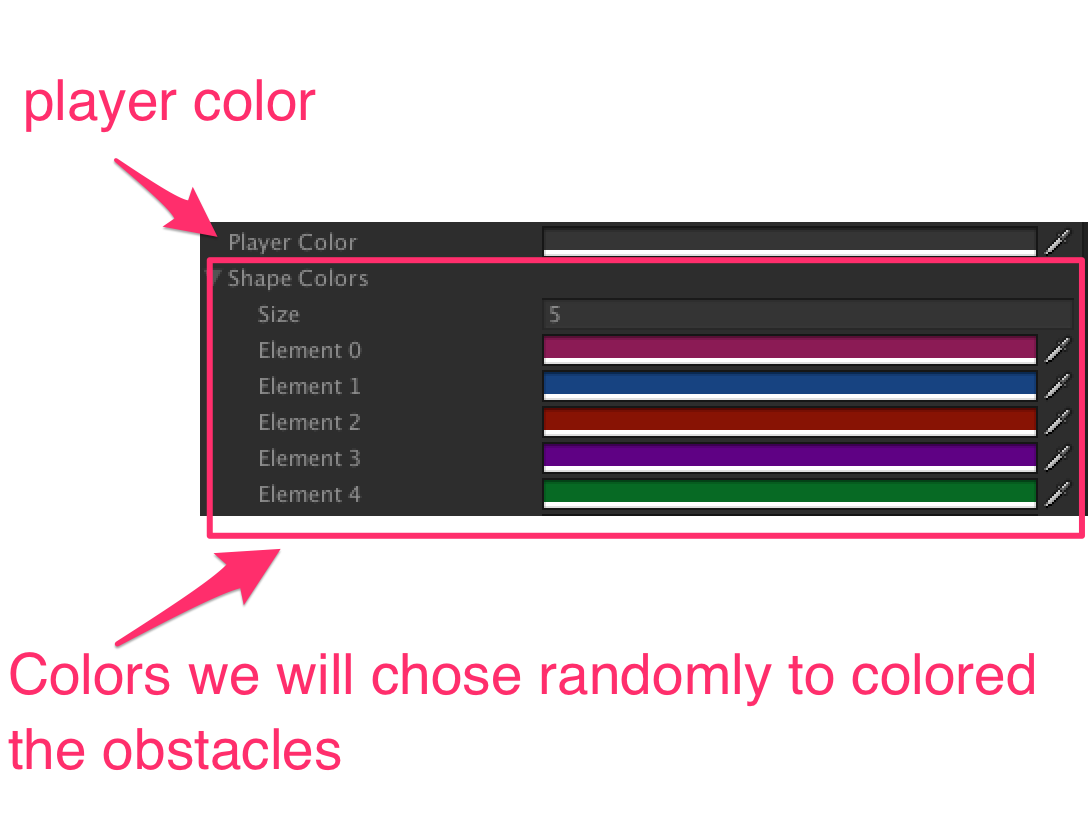 player color
Player Color
Shape Colors
Size 5
Element 0
Element 1
Element 2
Element 3
Element 4
Colors we will chose randomly to colored
the obstacles